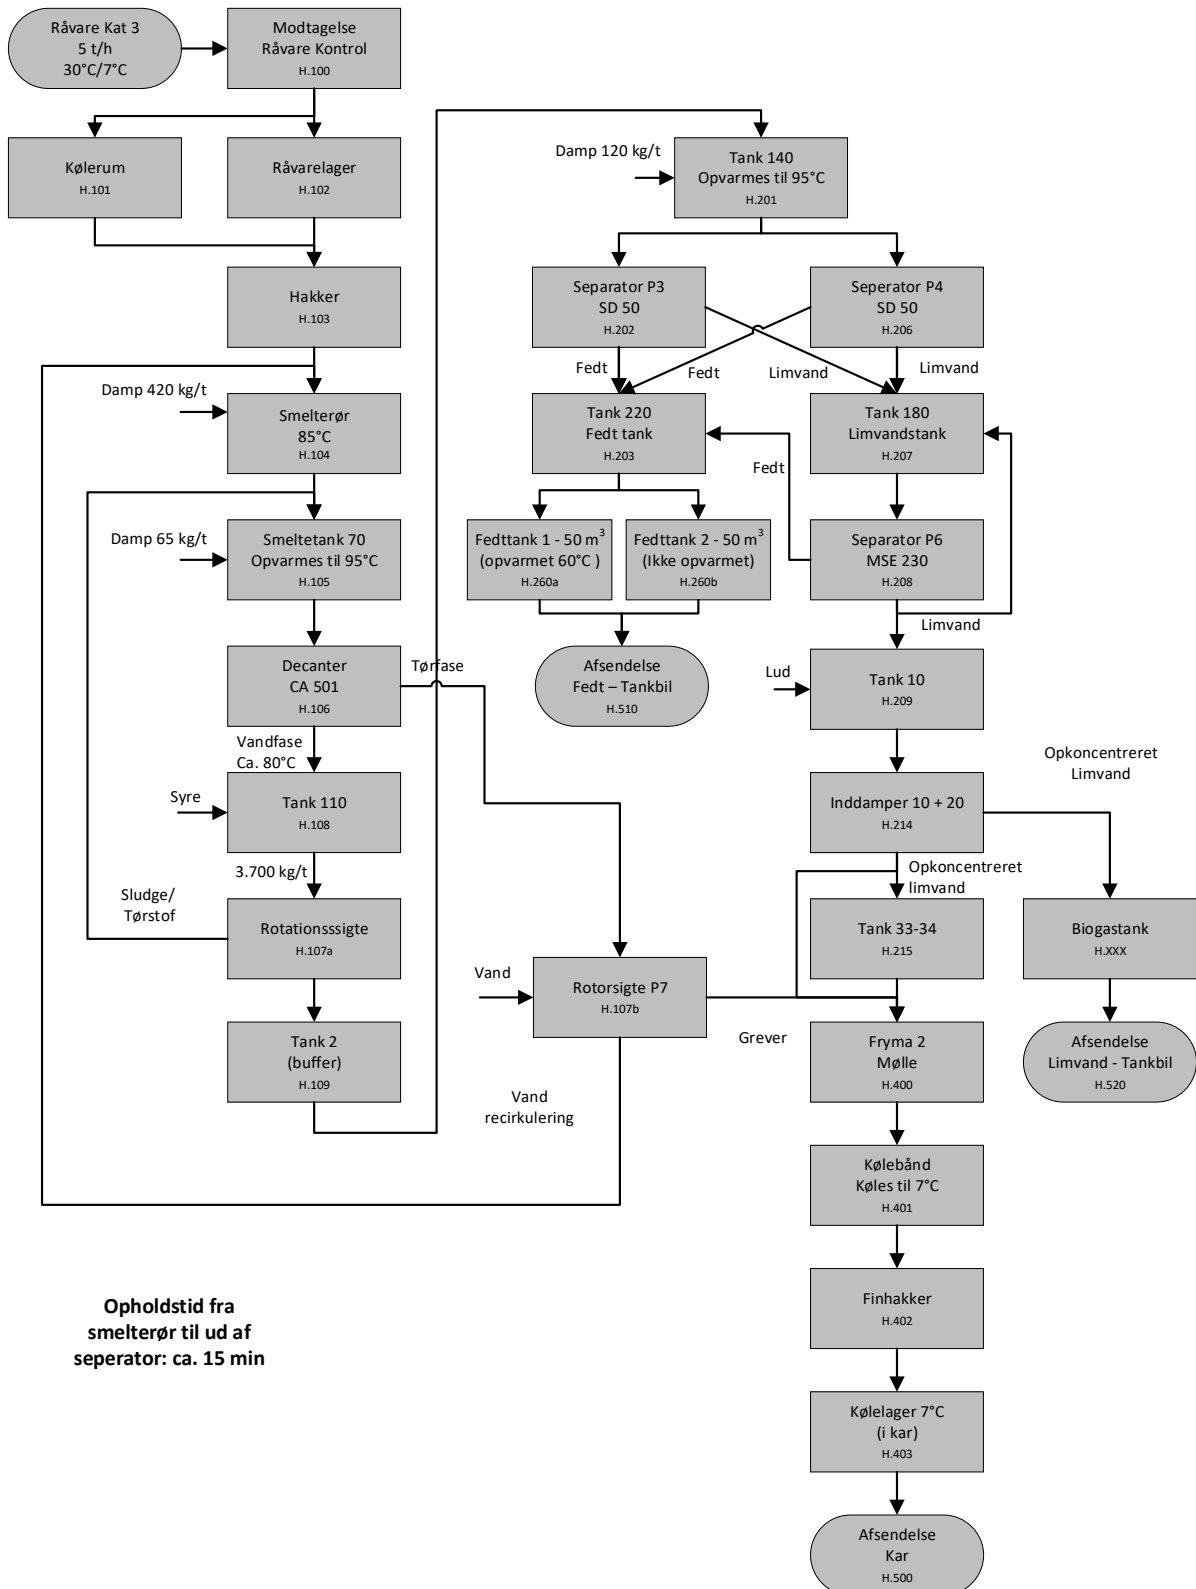 Råvare Kat 3
5 t/h
30°C/7°C
Modtagelse
Råvare Kontrol
H.100
Kølerum
H.101
Råvarelager
H.102
Hakker
H.103
Damp 420 kg/t
Smelterør
85°C
H.104
Damp 65 kg/t
Smeltetank 70
Opvarmes til 95°C
H.105
Decanter
CA 501
H.106
Tørfase
Vandfase
Ca. 80°C
Syre
Tank 110
H.108
3.700 kg/t
Sludge/
Tørstof
Rotationsssigte
H.107a
Tank 2
(buffer)
H.109
Damp 120 kg/t
Tank 140
Opvarmes til 95°C
H.201
Separator P3
SD 50
H.202
Seperator P4
SD 50
H.206
Fedt
Fedt
Limvand
Limvand
Tank 220
Fedt tank
H.203
Tank 180
Limvandstank
H.207
Fedt
Fedttank 1 - 50 m³
(opvarmet 60°C )
H.260a
Fedttank 2 - 50 m³
(Ikke opvarmet)
H.260b
Separator P6
MSE 230
H.208
Limvand
Afsendelse
Fedt – Tankbil
H.510
Lud
Tank 10
H.209
Inddamper 10 + 20
H.214
Opkoncentreret
Limvand
Opkoncentreret
limvand
Tank 33-34
H.215
Biogastank
H.XXX
Vand
Rotorsigte P7
H.107b
Grever
Vand
recirkulering
Fryma 2
Mølle
H.400
Afsendelse
Limvand - Tankbil
H.520
Kølebånd
Køles til 7°C
H.401
Finhakker
H.402
Kølelager 7°C
(i kar)
H.403
Afsendelse
Kar
H.500
Opholdstid fra
smelterør til ud af
seperator: ca. 15 min